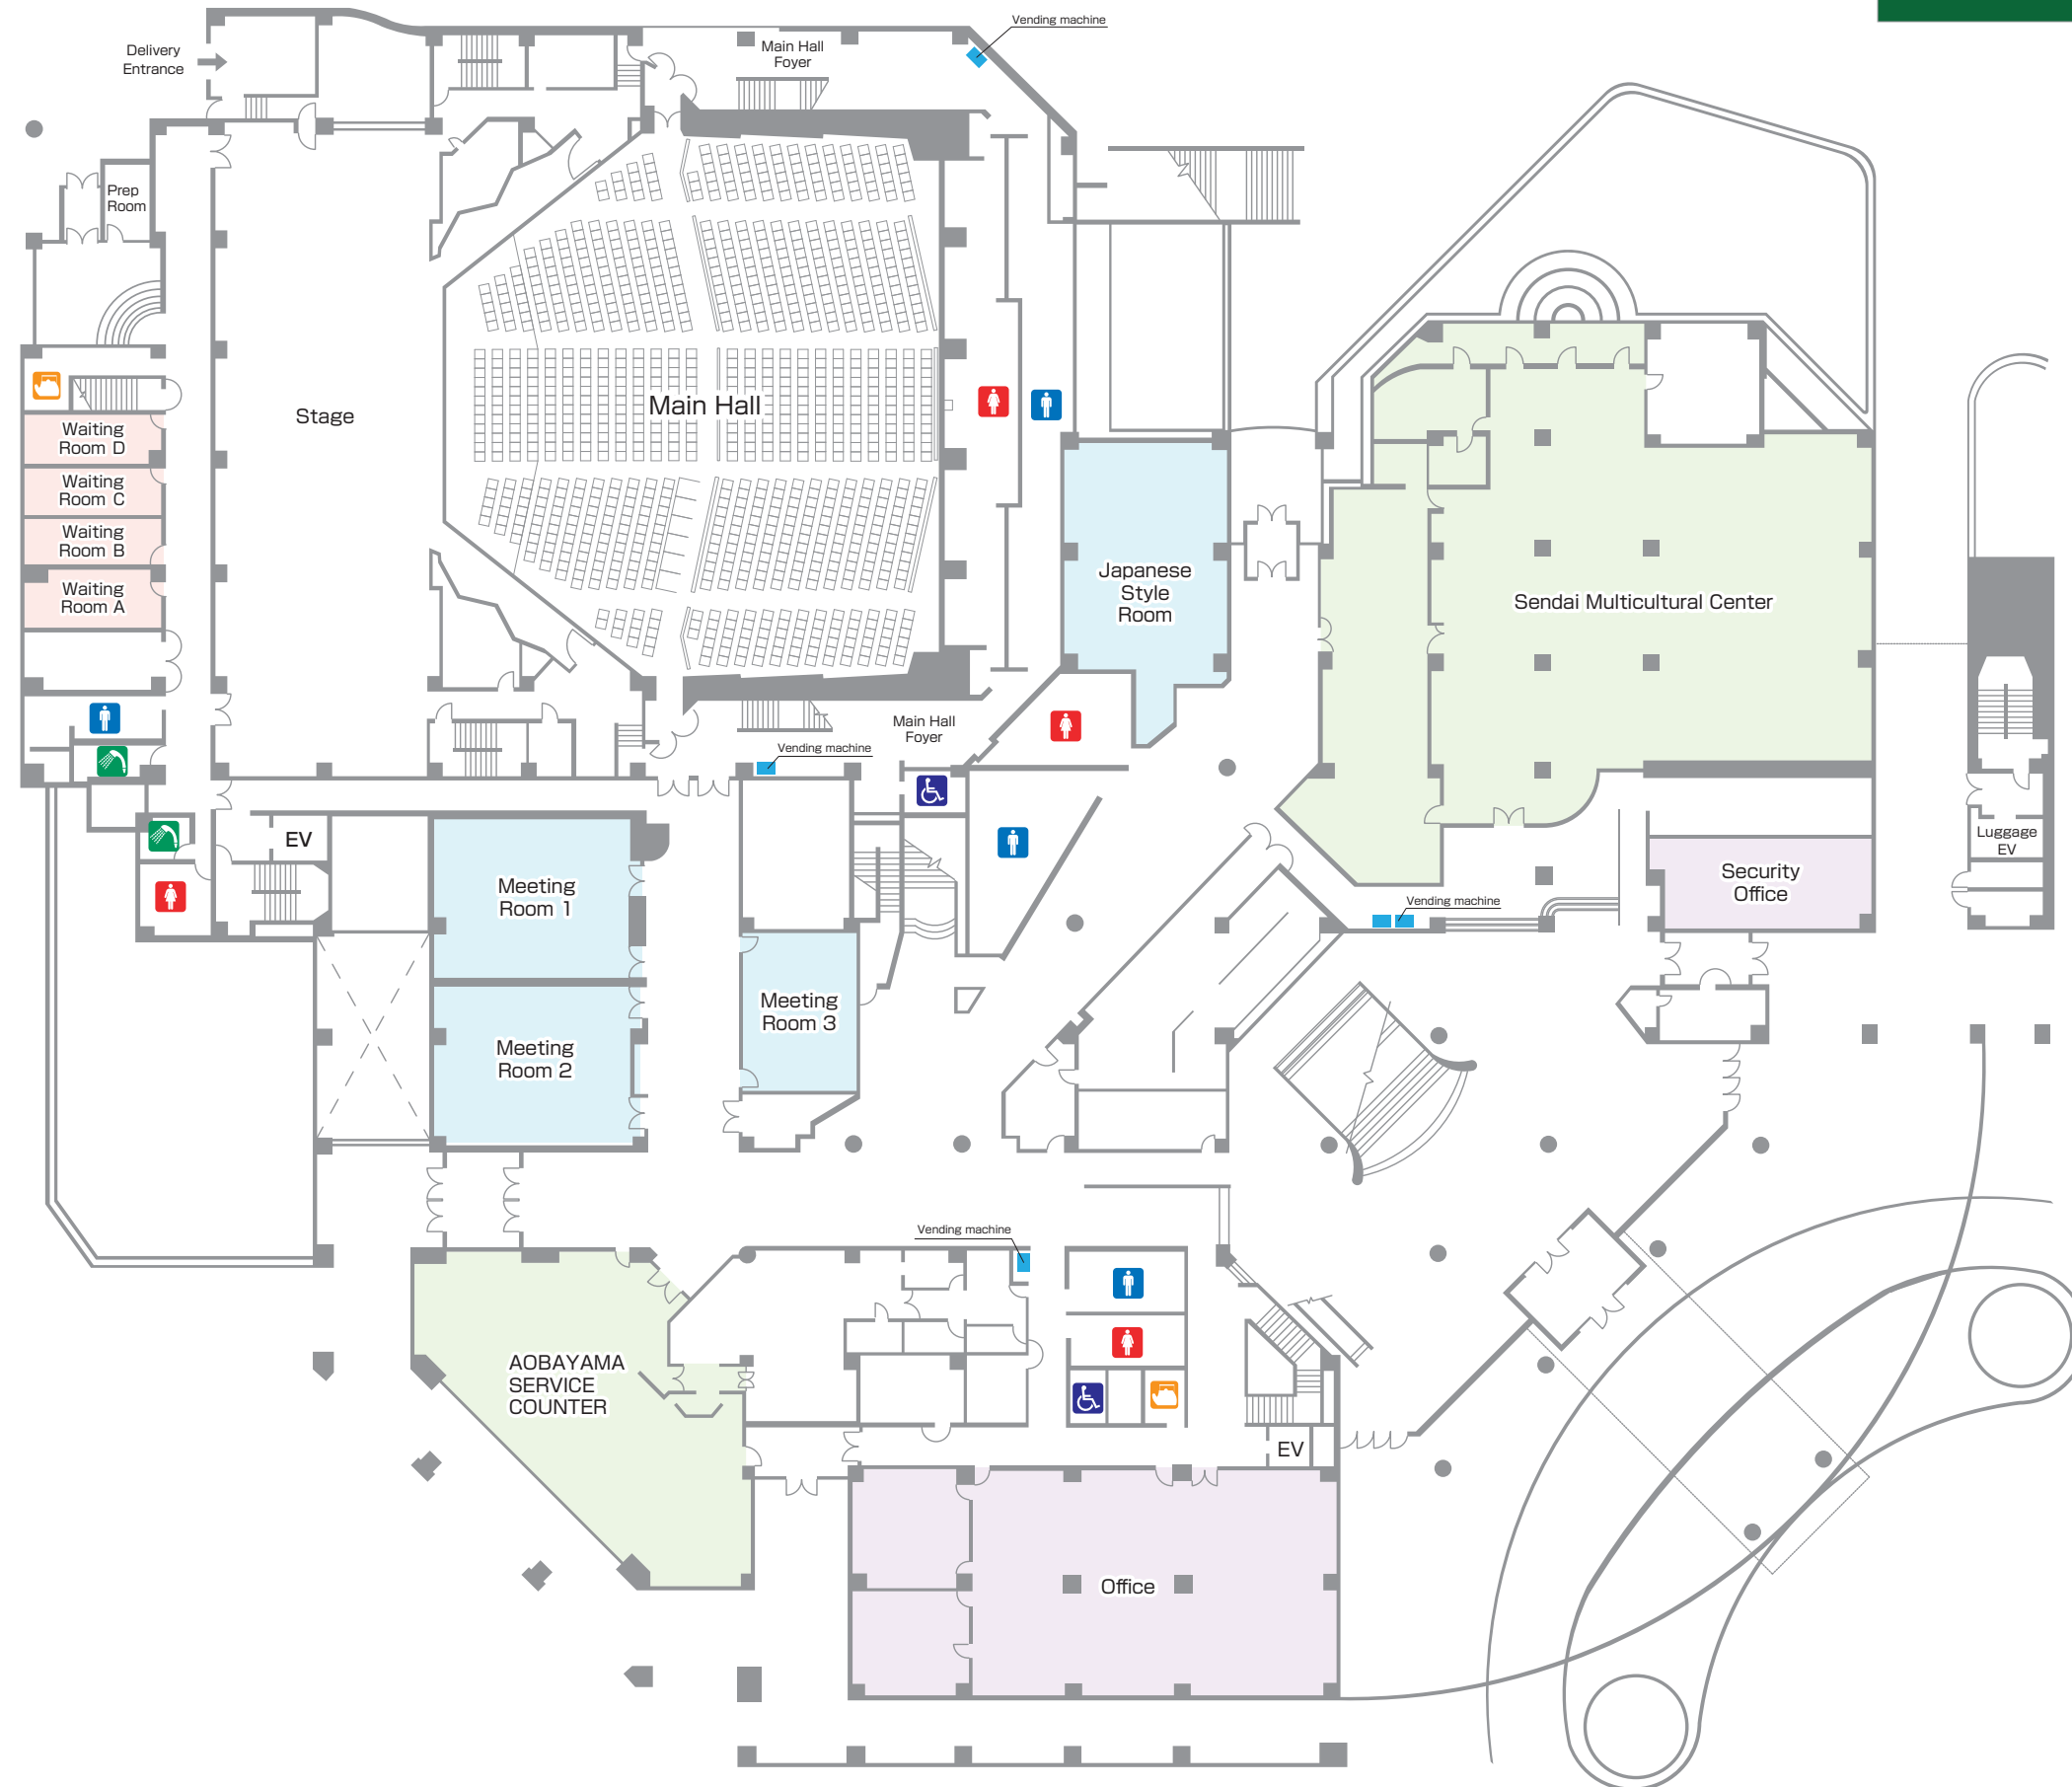 Vending machine
Delivery
Entrance
Main Hall
Foyer
Prep
Room
Stage
Main Hall
Waiting
Room D
Waiting
Room C
Waiting
Room B
Waiting
Room A
Japanese
Style
Room
Sendai Multicultural Center
Main Hall
Foyer
Vending machine
EV
Luggage
EV
Meeting
Room 1
Security
Office
Vending machine
Meeting
Room 3
Meeting
Room 2
Vending machine
AOBAYAMA
SERVICE
COUNTER
EV
Office